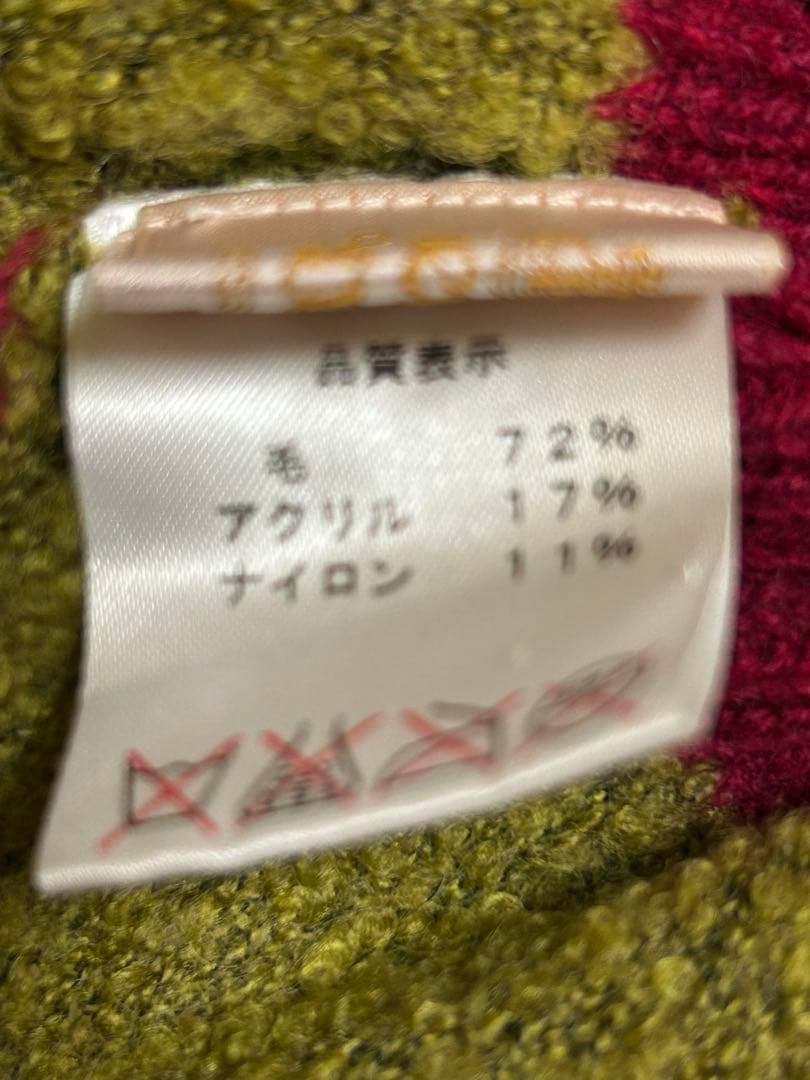 品質表示
毛 72%
アクリル 17%
ナイロン 11%